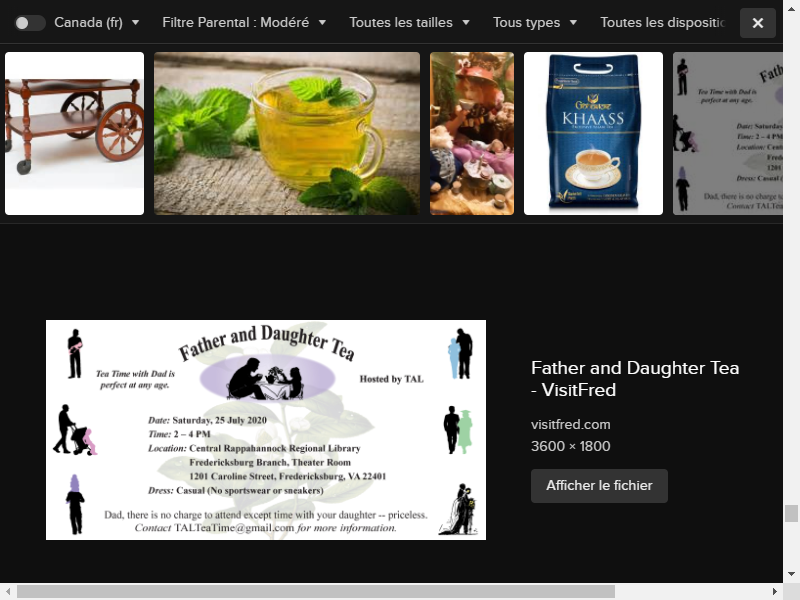 Canada (fr)
Filtre Parental : Modéré
Toutes les tailles
Tous types
Toutes les dispositic
KHAASS
Father and Daughter Tea
Tea Time with Dad is
perfect at any age.
Hosted by TAL
Date: Saturday, 25 July 2020
Time: 2 – 4 PM
Location: Central Rappahannock Regional Library
Fredericksburg Branch, Theater Room
1201 Caroline Street, Fredericksburg, VA 22401
Dress: Casual (No sportswear or sneakers)
Dad, there is no charge to attend except time with your daughter -- priceless.
Contact TALTeaTime@gmail.com for more information.
Father and Daughter Tea
- VisitFred
visitfred.com
3600 × 1800
Afficher le fichier
Tea Time with Dad is
perfect at any age.
Date: Saturday
Time: 2 – 4 PM
Location: Cent
Frede
1201
Dress: Casual (
Dad, there is no charge to
Contact TALTea